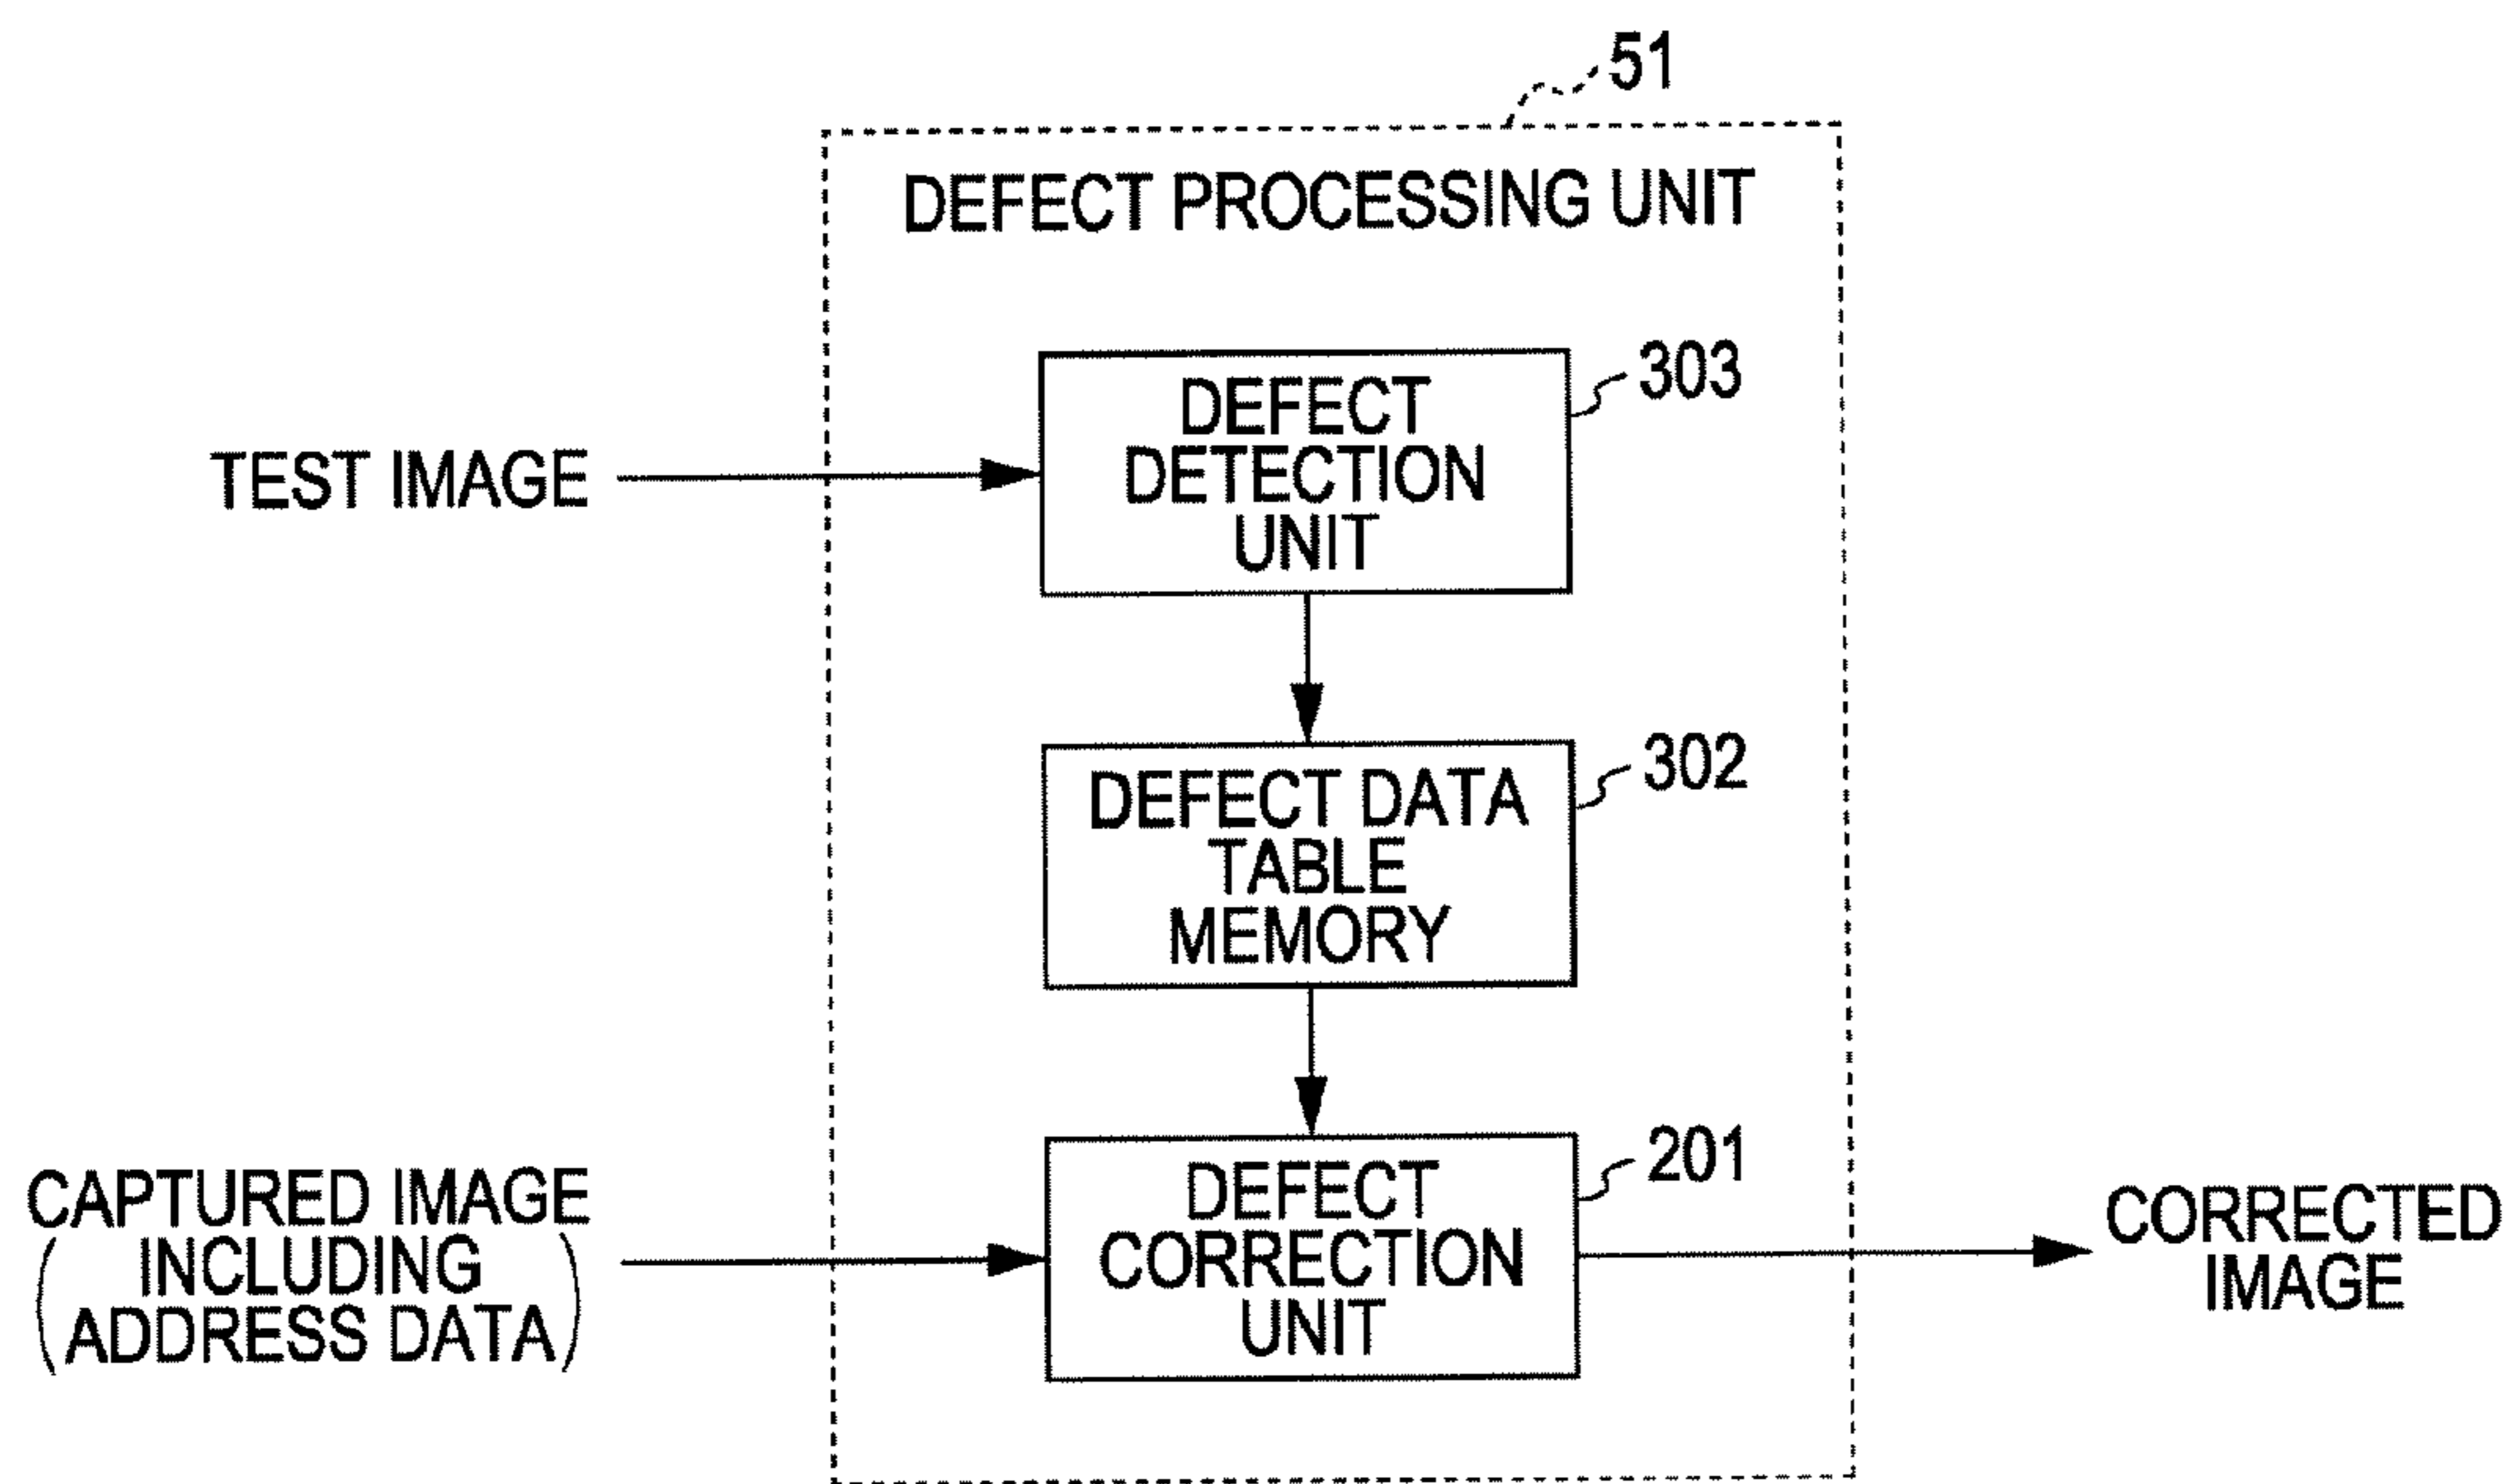 51
DEFECT PROCESSING UNIT
303
DEFECT
DETECTION
UNIT
TEST IMAGE
302
DEFECT DATA
TABLE
MEMORY
201
DEFECT
CORRECTION
UNIT
CAPTURED IMAGE
(INCLUDING
ADDRESS DATA)
CORRECTED
IMAGE